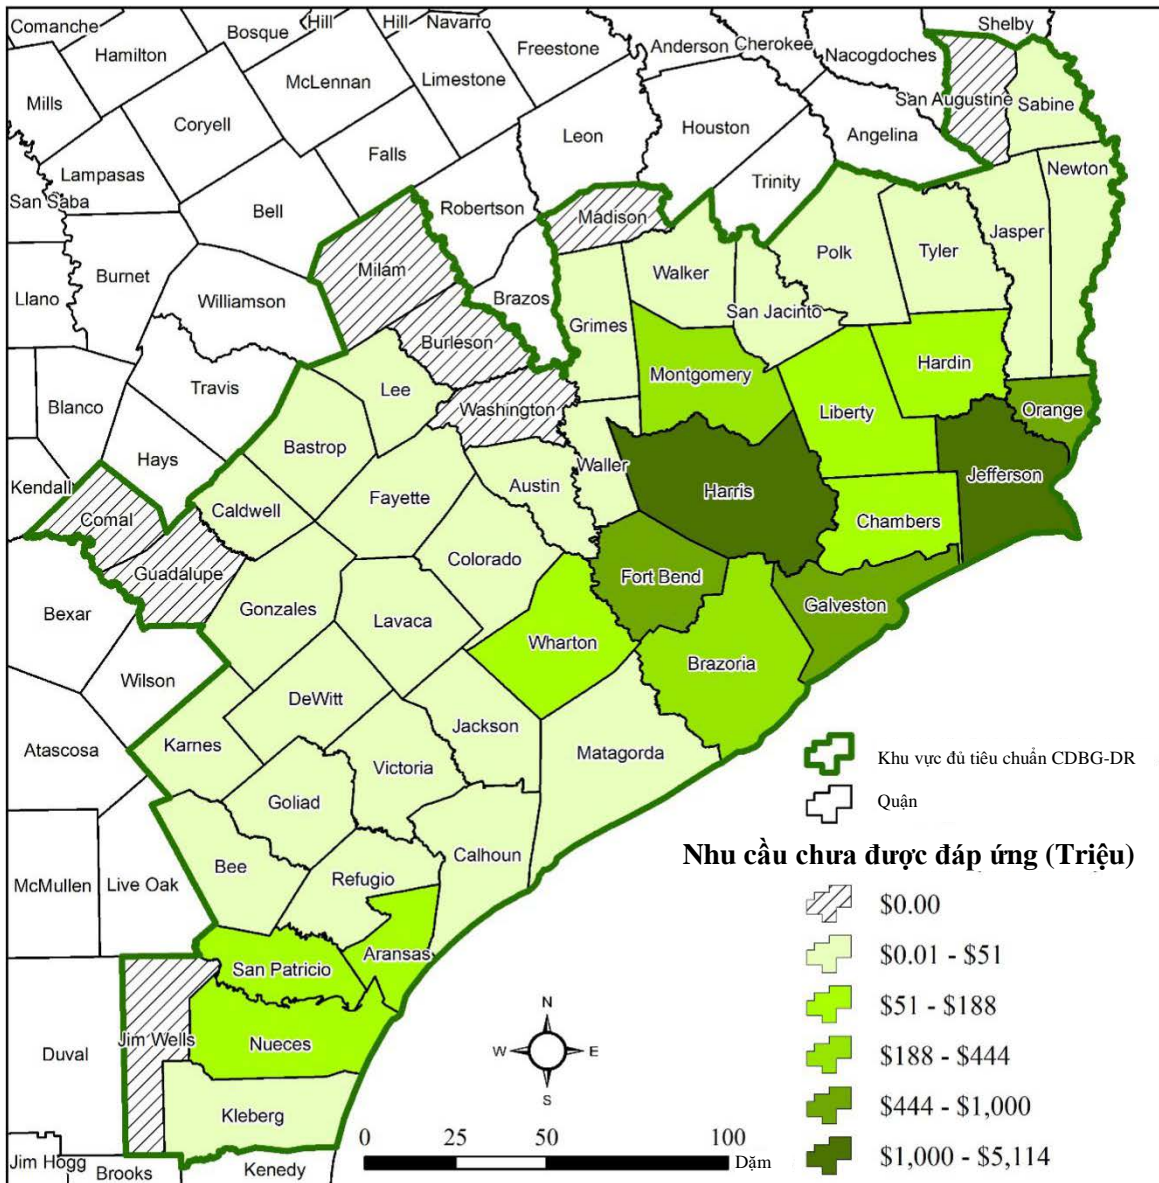 Comanche
Hamilton
Bosque
Hill
Hill
Navarro
Freestone
Anderson
Cherokee
Nacogdoches
Shelby
Mills
Coryell
McLennan
Limestone
Leon
Houston
Angelina
San Augustine
Sabine
Lampasas
Falls
Trinity
Newton
San Saba
Bell
Robertson
Madison
Jasper
Burnet
Milam
Brazos
Walker
Polk
Tyler
Llano
Williamson
Grimes
San Jacinto
Burleson
Blanco
Travis
Lee
Washington
Montgomery
Liberty
Hardin
Orange
Hays
Bastrop
Waller
Harris
Jefferson
Kendall
Comal
Caldwell
Fayette
Austin
Chambers
Guadalupe
Colorado
Fort Bend
Galveston
Bexar
Gonzales
Lavaca
Wharton
Brazoria
Wilson
DeWitt
Jackson
Matagorda
Atascosa
Karnes
Victoria
Goliad
Calhoun
McMullen
Live Oak
Bee
Refugio
Aransas
San Patricio
Duval
Jim Wells
Nueces
Kleberg
Jim Hogg
Brooks
Kenedy
Khu vực đủ tiêu chuẩn CDBG-DR
Quận
Nhu cầu chưa được đáp ứng (Triệu)
$0.00
$0.01 - $51
$51 - $188
$188 - $444
$444 - $1,000
$1,000 - $5,114
N
W E
S
0 25 50 100
Dặm